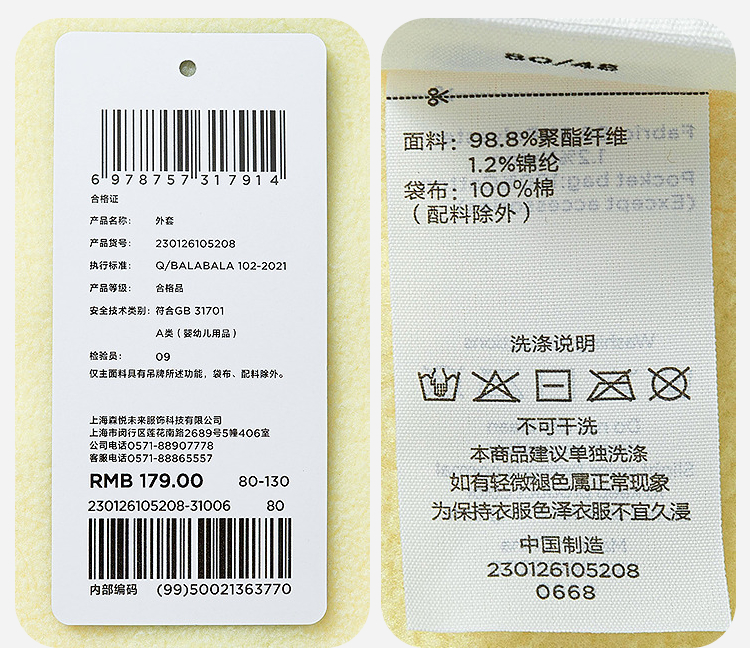 6 978757 317914
合格证
产品名称： 外套
产品货号： 230126105208
执行标准： Q/BALABALA 102-2021
产品等级： 合格品
安全技术类别： 符合GB 31701
A类（婴幼儿用品）
检验员： 09
仅主面料具有吊牌所述功能，袋布、配料除外。
上海森悦未来服饰科技有限公司
上海市闵行区莲花南路2689号5幢406室
公司电话0571-88907778
客服电话0571-88865557
RMB 179.00 80-130
230126105208-31006 80
内部编码 (99)50021363770
80/48
面料：98.8%聚酯纤维
1.2%锦纶
袋布：100%棉
（配料除外）
洗涤说明
不可干洗
本商品建议单独洗涤
如有轻微褪色属正常现象
为保持衣服色泽衣服不宜久浸
中国制造
230126105208
0668